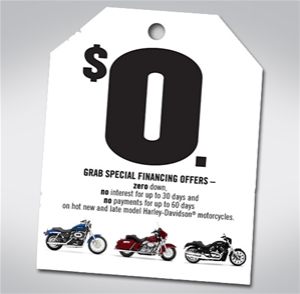 $0.
GRAB SPECIAL FINANCING OFFERS –
zero down,
no interest for up to 30 days and
no payments for up to 60 days
on hot new and late model Harley-Davidson® motorcycles.